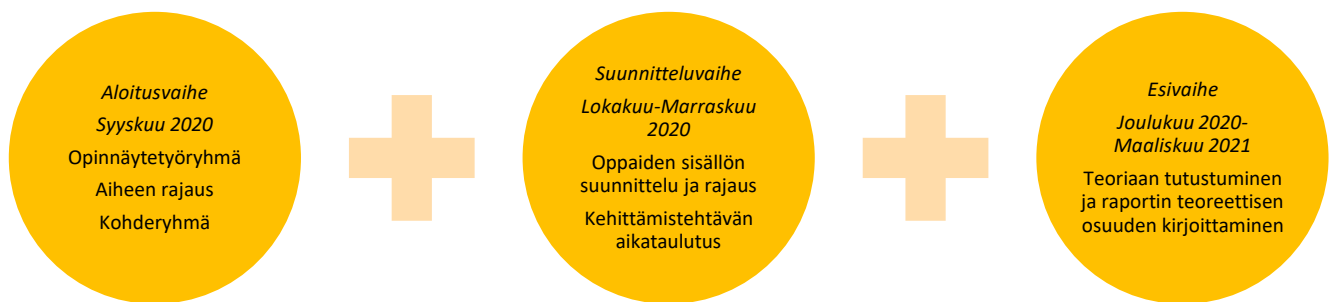 Aloitusvaihe
Syyskuu 2020
Opinnäytetyöryhmä
Aiheen rajaus
Kohderyhmä
Suunnitteluvaihe
Lokakuu-Marraskuu
2020
Oppaiden sisällön
suunnittelu ja rajaus
Kehittämistehtävän
aikataulutus
Esivaihe
Joulukuu 2020-
Maaliskuu 2021
Teoriaan tutustuminen
ja raportin teoreettisen
osuuden kirjoittaminen